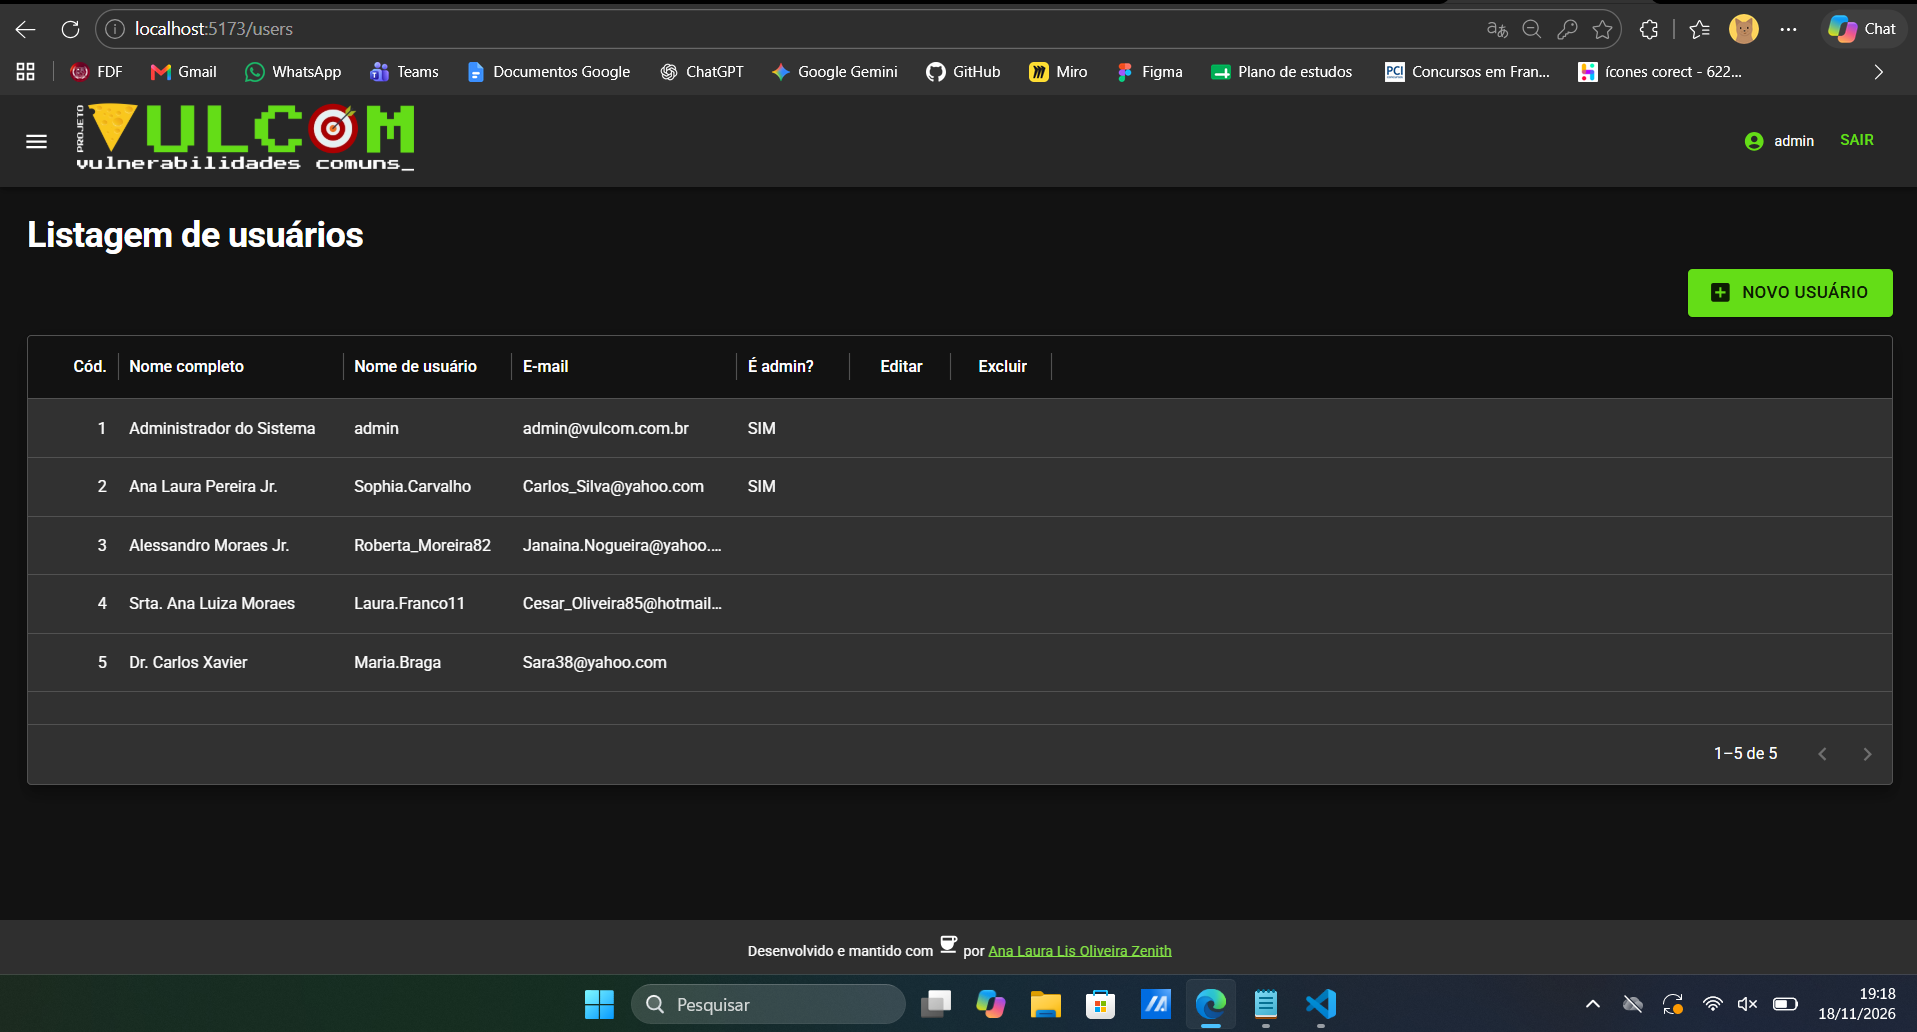 localhost:5173/users
Chat
FDF
Gmail
WhatsApp
Teams
Documentos Google
ChatGPT
Google Gemini
GitHub
Miro
Figma
Plano de estudos
PCI
Concursos em Fran...
ícones corect - 622...
PROJETO
VULCOM
vulnerabilidades comuns_
admin
SAIR
Listagem de usuários
NOVO USUÁRIO
Cód. Nome completo Nome de usuário E-mail É admin? Editar Excluir
1 Administrador do Sistema admin admin@vulcom.com.br SIM
2 Ana Laura Pereira Jr. Sophia.Carvalho Carlos_Silva@yahoo.com SIM
3 Alessandro Moraes Jr. Roberta_Moreira82 Janaina.Nogueira@yahoo....
4 Srta. Ana Luiza Moraes Laura.Franco11 Cesar_Oliveira85@hotmail...
5 Dr. Carlos Xavier Maria.Braga Sara38@yahoo.com
1–5 de 5
Desenvolvido e mantido com por Ana Laura Lis Oliveira Zenith
Pesquisar
19:18
18/11/2026